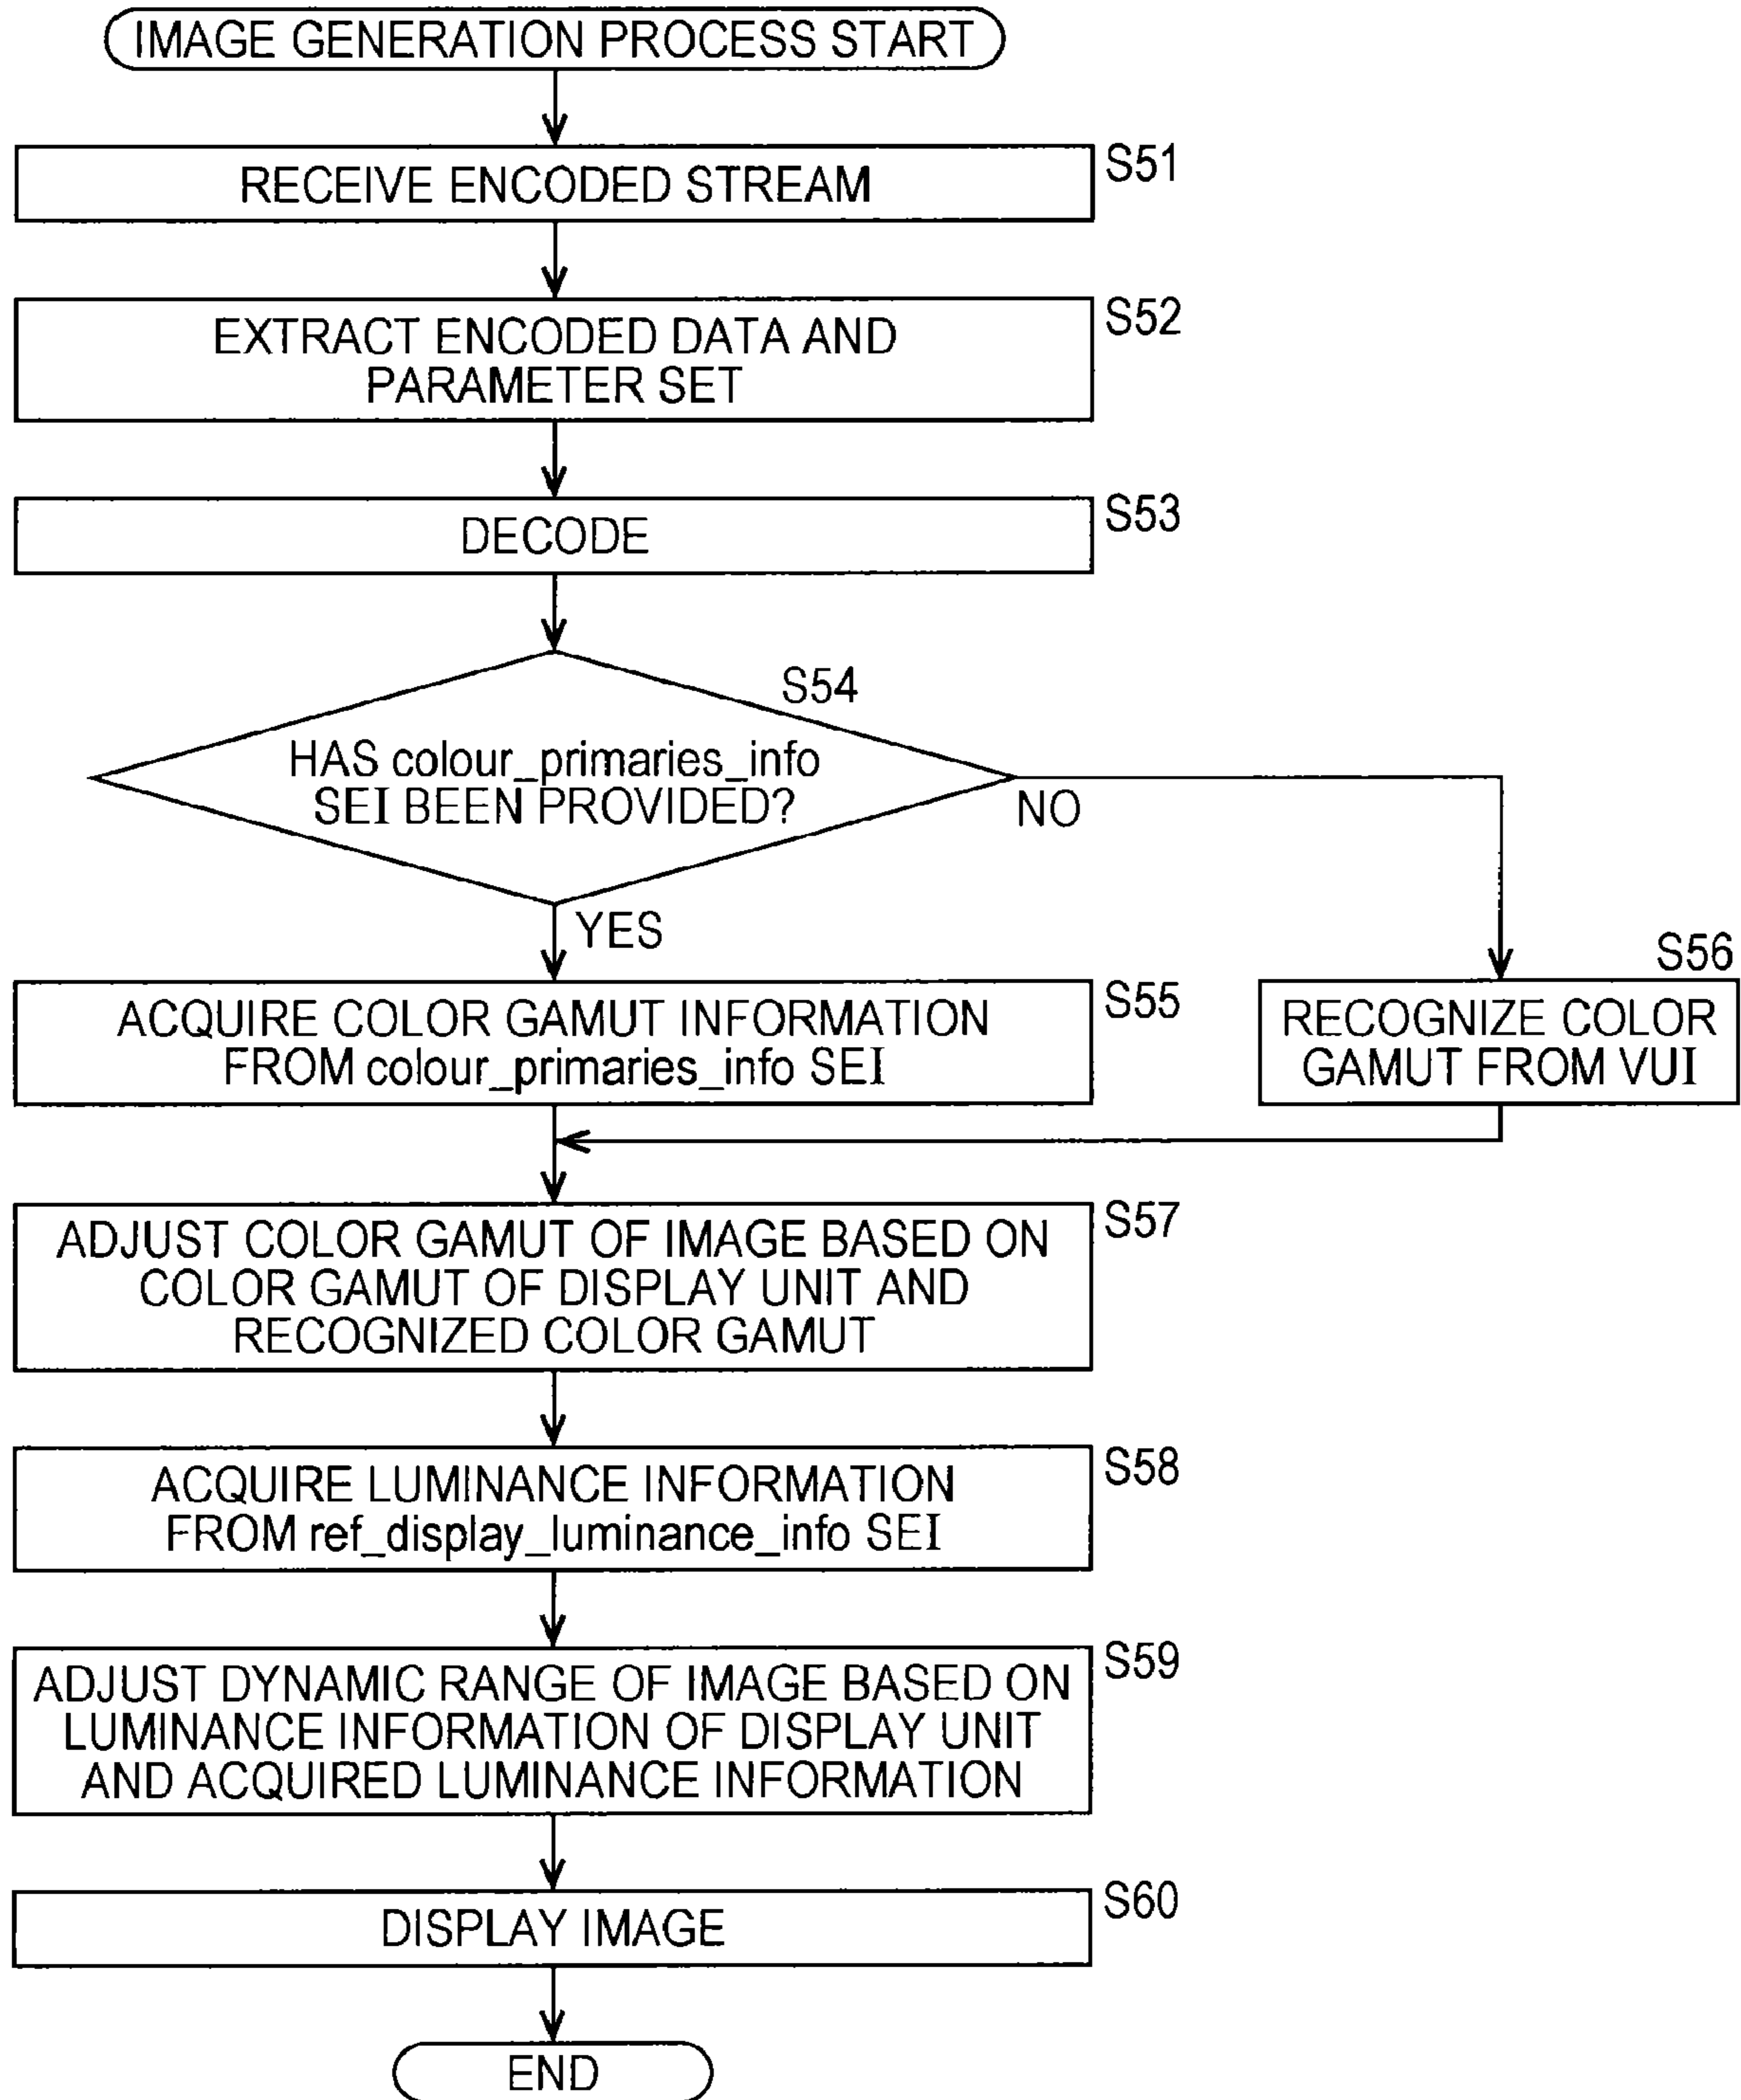 IMAGE GENERATION PROCESS START
S51
RECEIVE ENCODED STREAM
S52
EXTRACT ENCODED DATA AND
PARAMETER SET
S53
DECODE
S54
HAS colour_primaries_info
SEI BEEN PROVIDED?
NO
YES
S55
ACQUIRE COLOR GAMUT INFORMATION
FROM colour_primaries_info SEI
S56
RECOGNIZE COLOR
GAMUT FROM VUI
S57
ADJUST COLOR GAMUT OF IMAGE BASED ON
COLOR GAMUT OF DISPLAY UNIT AND
RECOGNIZED COLOR GAMUT
S58
ACQUIRE LUMINANCE INFORMATION
FROM ref_display_luminance_info SEI
S59
ADJUST DYNAMIC RANGE OF IMAGE BASED ON
LUMINANCE INFORMATION OF DISPLAY UNIT
AND ACQUIRED LUMINANCE INFORMATION
S60
DISPLAY IMAGE
END